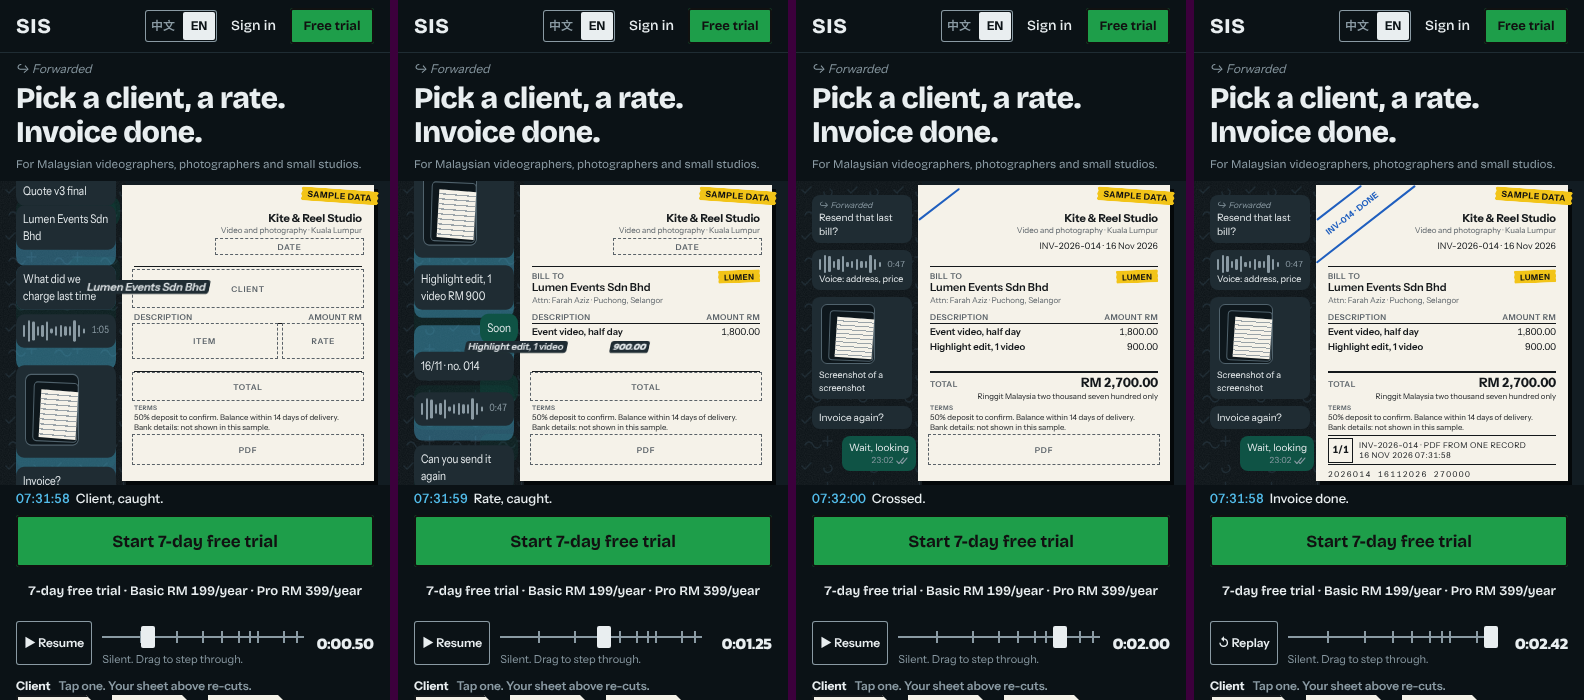 SIS
中文 EN Sign in Free trial
↪ Forwarded
Pick a client, a rate.
Invoice done.
For Malaysian videographers, photographers and small studios.
Quote v3 final
Lumen Events Sdn
Bhd
What did we
charge last time
1:05
Invoice?
Lumen Events Sdn Bhd
SAMPLE DATA
Kite & Reel Studio
Video and photography · Kuala Lumpur
DATE
CLIENT
DESCRIPTION AMOUNT RM
ITEM RATE
TOTAL
TERMS
50% deposit to confirm. Balance within 14 days of delivery.
Bank details: not shown in this sample.
PDF
07:31:58 Client, caught.
Start 7-day free trial
7-day free trial · Basic RM 199/year · Pro RM 399/year
▶ Resume 0:00.50
Silent. Drag to step through.
Client Tap one. Your sheet above re-cuts.
SIS
中文 EN Sign in Free trial
↪ Forwarded
Pick a client, a rate.
Invoice done.
For Malaysian videographers, photographers and small studios.
Highlight edit, 1
video RM 900
Soon
16/11 · no. 014
0:47
Can you send it
again
Highlight edit, 1 video 900.00
SAMPLE DATA
Kite & Reel Studio
Video and photography · Kuala Lumpur
DATE
BILL TO LUMEN
Lumen Events Sdn Bhd
Attn: Farah Aziz · Puchong, Selangor
DESCRIPTION AMOUNT RM
Event video, half day 1,800.00
TOTAL
TERMS
50% deposit to confirm. Balance within 14 days of delivery.
Bank details: not shown in this sample.
PDF
07:31:59 Rate, caught.
Start 7-day free trial
7-day free trial · Basic RM 199/year · Pro RM 399/year
▶ Resume 0:01.25
Silent. Drag to step through.
Client Tap one. Your sheet above re-cuts.
SIS
中文 EN Sign in Free trial
↪ Forwarded
Pick a client, a rate.
Invoice done.
For Malaysian videographers, photographers and small studios.
↪ Forwarded
Resend that last
bill?
0:47
Voice: address, price
Screenshot of a
screenshot
Invoice again?
Wait, looking
23:02
SAMPLE DATA
Kite & Reel Studio
Video and photography · Kuala Lumpur
INV-2026-014 · 16 Nov 2026
BILL TO LUMEN
Lumen Events Sdn Bhd
Attn: Farah Aziz · Puchong, Selangor
DESCRIPTION AMOUNT RM
Event video, half day 1,800.00
Highlight edit, 1 video 900.00
TOTAL RM 2,700.00
Ringgit Malaysia two thousand seven hundred only
TERMS
50% deposit to confirm. Balance within 14 days of delivery.
Bank details: not shown in this sample.
PDF
07:32:00 Crossed.
Start 7-day free trial
7-day free trial · Basic RM 199/year · Pro RM 399/year
▶ Resume 0:02.00
Silent. Drag to step through.
Client Tap one. Your sheet above re-cuts.
SIS
中文 EN Sign in Free trial
↪ Forwarded
Pick a client, a rate.
Invoice done.
For Malaysian videographers, photographers and small studios.
↪ Forwarded
Resend that last
bill?
0:47
Voice: address, price
Screenshot of a
screenshot
Invoice again?
Wait, looking
23:02
INV-014 · DONE
SAMPLE DATA
Kite & Reel Studio
Video and photography · Kuala Lumpur
INV-2026-014 · 16 Nov 2026
BILL TO LUMEN
Lumen Events Sdn Bhd
Attn: Farah Aziz · Puchong, Selangor
DESCRIPTION AMOUNT RM
Event video, half day 1,800.00
Highlight edit, 1 video 900.00
TOTAL RM 2,700.00
Ringgit Malaysia two thousand seven hundred only
TERMS
50% deposit to confirm. Balance within 14 days of delivery.
Bank details: not shown in this sample.
1/1 INV-2026-014 · PDF FROM ONE RECORD
16 NOV 2026 07:31:58
2026014 16112026 270000
07:31:58 Invoice done.
Start 7-day free trial
7-day free trial · Basic RM 199/year · Pro RM 399/year
↺ Replay 0:02.42
Silent. Drag to step through.
Client Tap one. Your sheet above re-cuts.